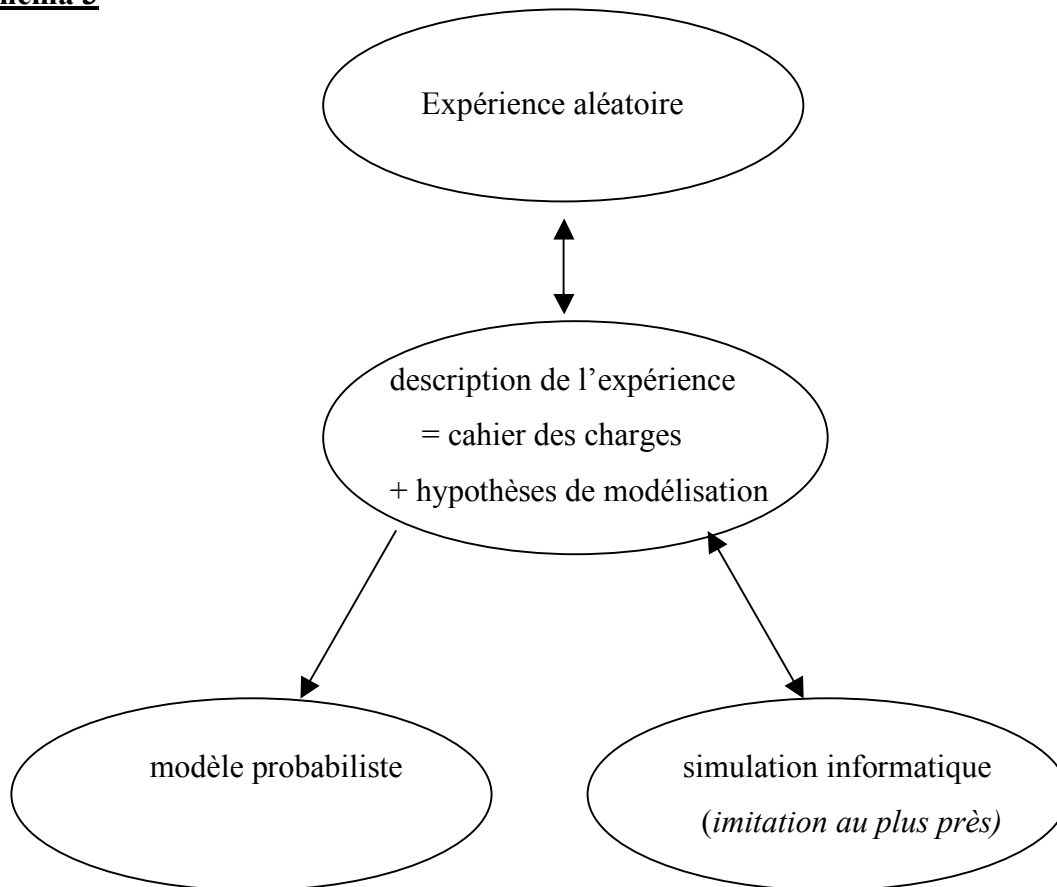 Expérience aléatoire
description de l’expérience
= cahier des charges
+ hypothèses de modélisation
modèle probabiliste
simulation informatique
(imitation au plus près)